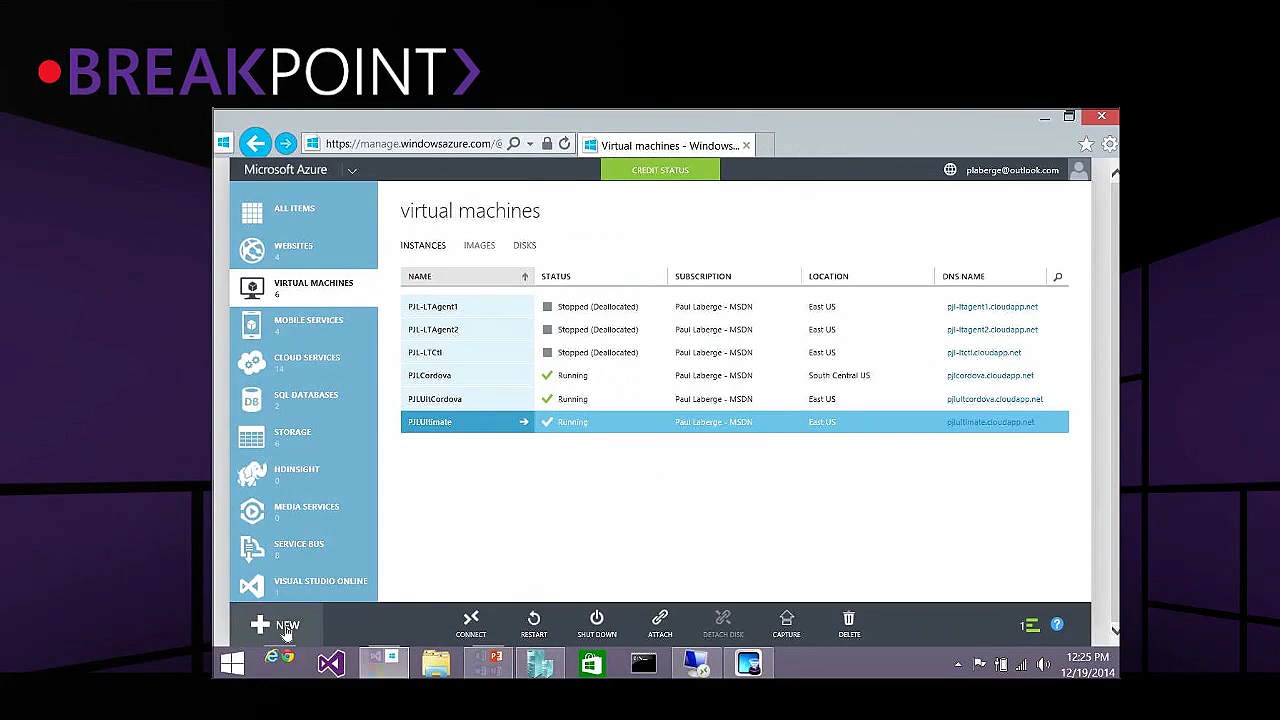 BREAKPOINT
https://manage.windowsazure.com/@
Virtual machines - Windows...
Microsoft Azure
CREDIT STATUS
plaberge@outlook.com
ALL ITEMS
WEBSITES
4
VIRTUAL MACHINES
6
MOBILE SERVICES
4
CLOUD SERVICES
14
SQL DATABASES
2
STORAGE
6
HDINSIGHT
0
MEDIA SERVICES
0
SERVICE BUS
8
VISUAL STUDIO ONLINE
1
virtual machines
INSTANCES IMAGES DISKS
NAME STATUS SUBSCRIPTION LOCATION DNS NAME
PJL-LTAgent1 Stopped (Deallocated) Paul Laberge - MSDN East US pjl-ltagent1.cloudapp.net
PJL-LTAgent2 Stopped (Deallocated) Paul Laberge - MSDN East US pjl-ltagent2.cloudapp.net
PJL-LTCtl Stopped (Deallocated) Paul Laberge - MSDN East US pjl-ltctl.cloudapp.net
PJLCordova Running Paul Laberge - MSDN South Central US pjlcordova.cloudapp.net
PJLUltCordova Running Paul Laberge - MSDN East US pjlultcordova.cloudapp.net
PJLUltimate Running Paul Laberge - MSDN East US pjlultimate.cloudapp.net
NEW
CONNECT RESTART SHUT DOWN ATTACH DETACH DISK CAPTURE DELETE
1
12:25 PM
12/19/2014